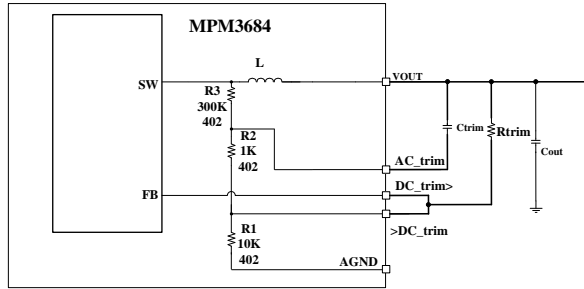 MPM3684
L
SW
VOUT
R3
300K
402
Ctrim
Rtrim
Cout
R2
1K
402
AC_trim
FB
DC_trim>
>DC_trim
R1
10K
402
AGND